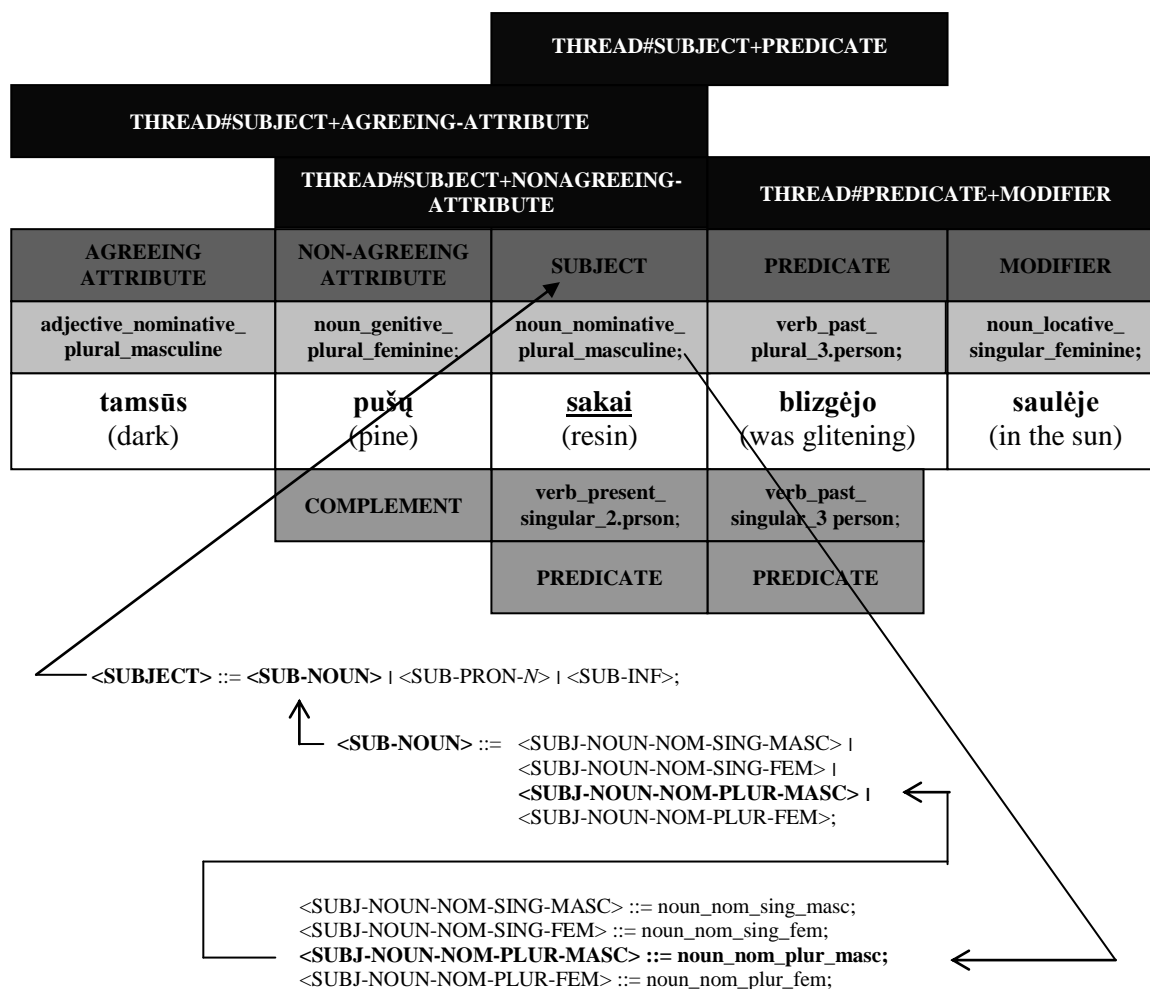 THREAD#SUBJECT+PREDICATE
THREAD#SUBJECT+AGREEING-ATTRIBUTE
THREAD#SUBJECT+NONAGREEING-
ATTRIBUTE
THREAD#PREDICATE+MODIFIER
AGREEING
ATTRIBUTE
NON-AGREEING
ATTRIBUTE
SUBJECT
PREDICATE
MODIFIER
adjective_nominative_
plural_masculine
noun_genitive_
plural_feminine;
noun_nominative_
plural_masculine;
verb_past_
plural_3.person;
noun_locative_
singular_feminine;
tamsūs
(dark)
pušų
(pine)
sakai
(resin)
blizgėjo
(was glitening)
saulėje
(in the sun)
COMPLEMENT
verb_present_
singular_2.prson;
verb_past_
singular_3 person;
PREDICATE
PREDICATE
<SUBJECT> ::= <SUB-NOUN> | <SUB-PRON-N> | <SUB-INF>;
<SUB-NOUN> ::= <SUBJ-NOUN-NOM-SING-MASC> |
<SUBJ-NOUN-NOM-SING-FEM> |
<SUBJ-NOUN-NOM-PLUR-MASC> |
<SUBJ-NOUN-NOM-PLUR-FEM>;
<SUBJ-NOUN-NOM-SING-MASC> ::= noun_nom_sing_masc;
<SUBJ-NOUN-NOM-SING-FEM> ::= noun_nom_sing_fem;
<SUBJ-NOUN-NOM-PLUR-MASC> ::= noun_nom_plur_masc;
<SUBJ-NOUN-NOM-PLUR-FEM> ::= noun_nom_plur_fem;